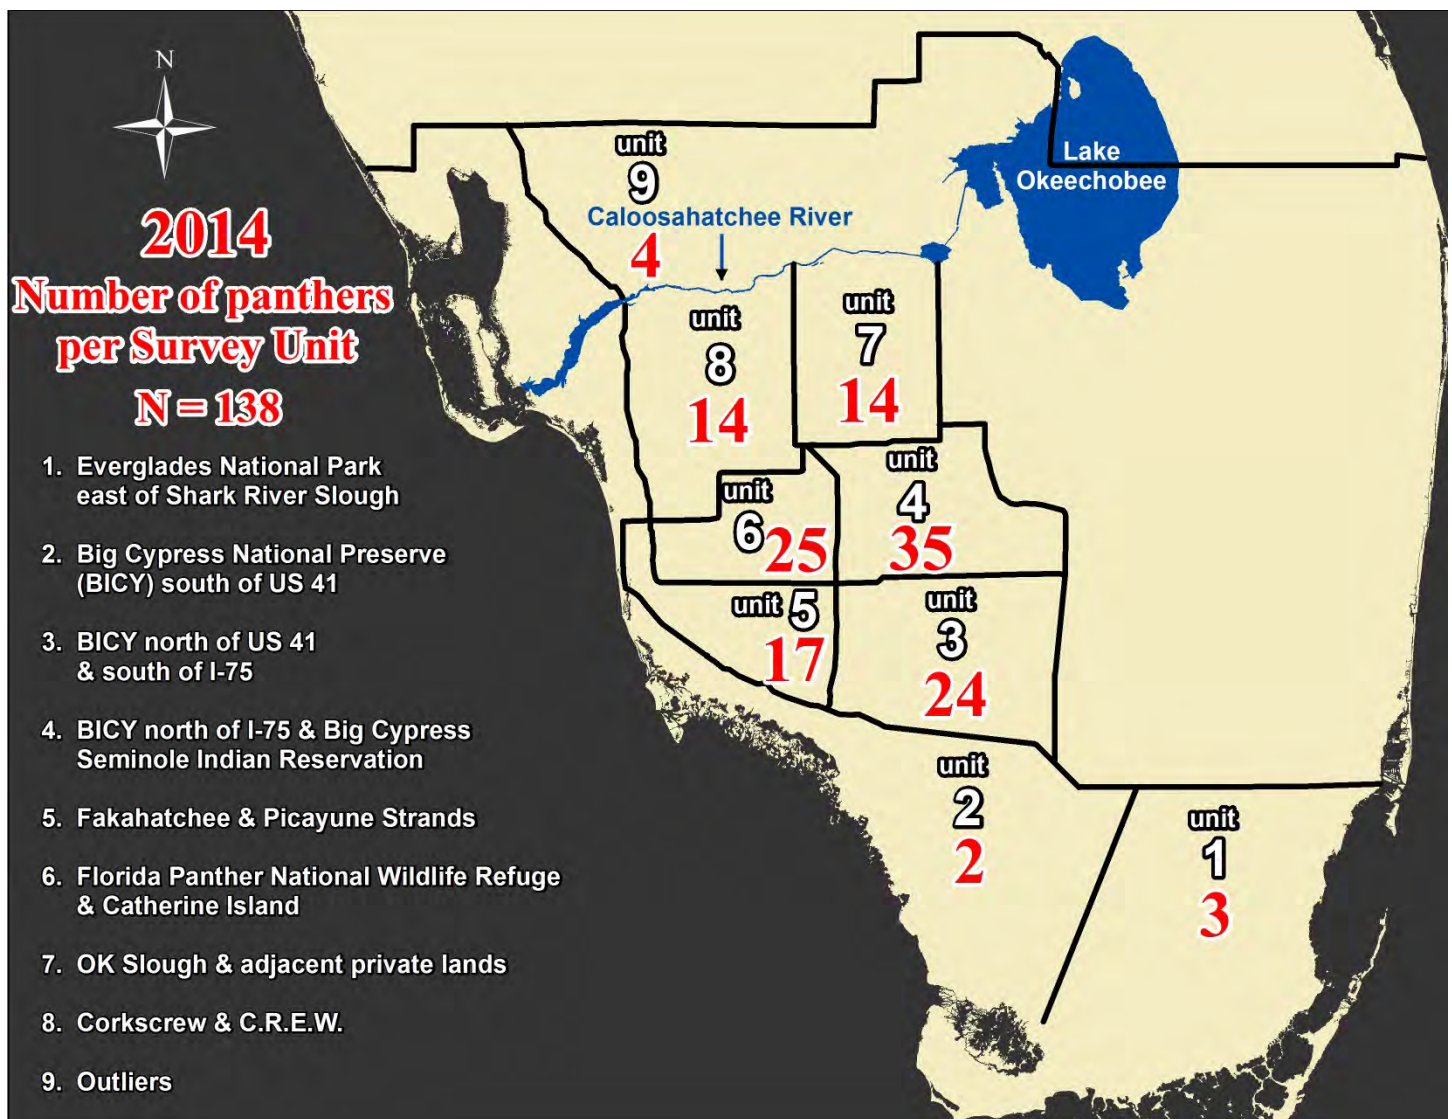 N
2014
Number of panthers
per Survey Unit
N = 138
1. Everglades National Park
east of Shark River Slough
2. Big Cypress National Preserve
(BICY) south of US 41
3. BICY north of US 41
& south of I-75
4. BICY north of I-75 & Big Cypress
Seminole Indian Reservation
5. Fakahatchee & Picayune Strands
6. Florida Panther National Wildlife Refuge
& Catherine Island
7. OK Slough & adjacent private lands
8. Corkscrew & C.R.E.W.
9. Outliers
unit
9
4
Caloosahatchee River
Lake
Okeechobee
unit
8
14
unit
7
14
unit
6
25
unit
4
35
unit 5
17
unit
3
24
unit
2
2
unit
1
3